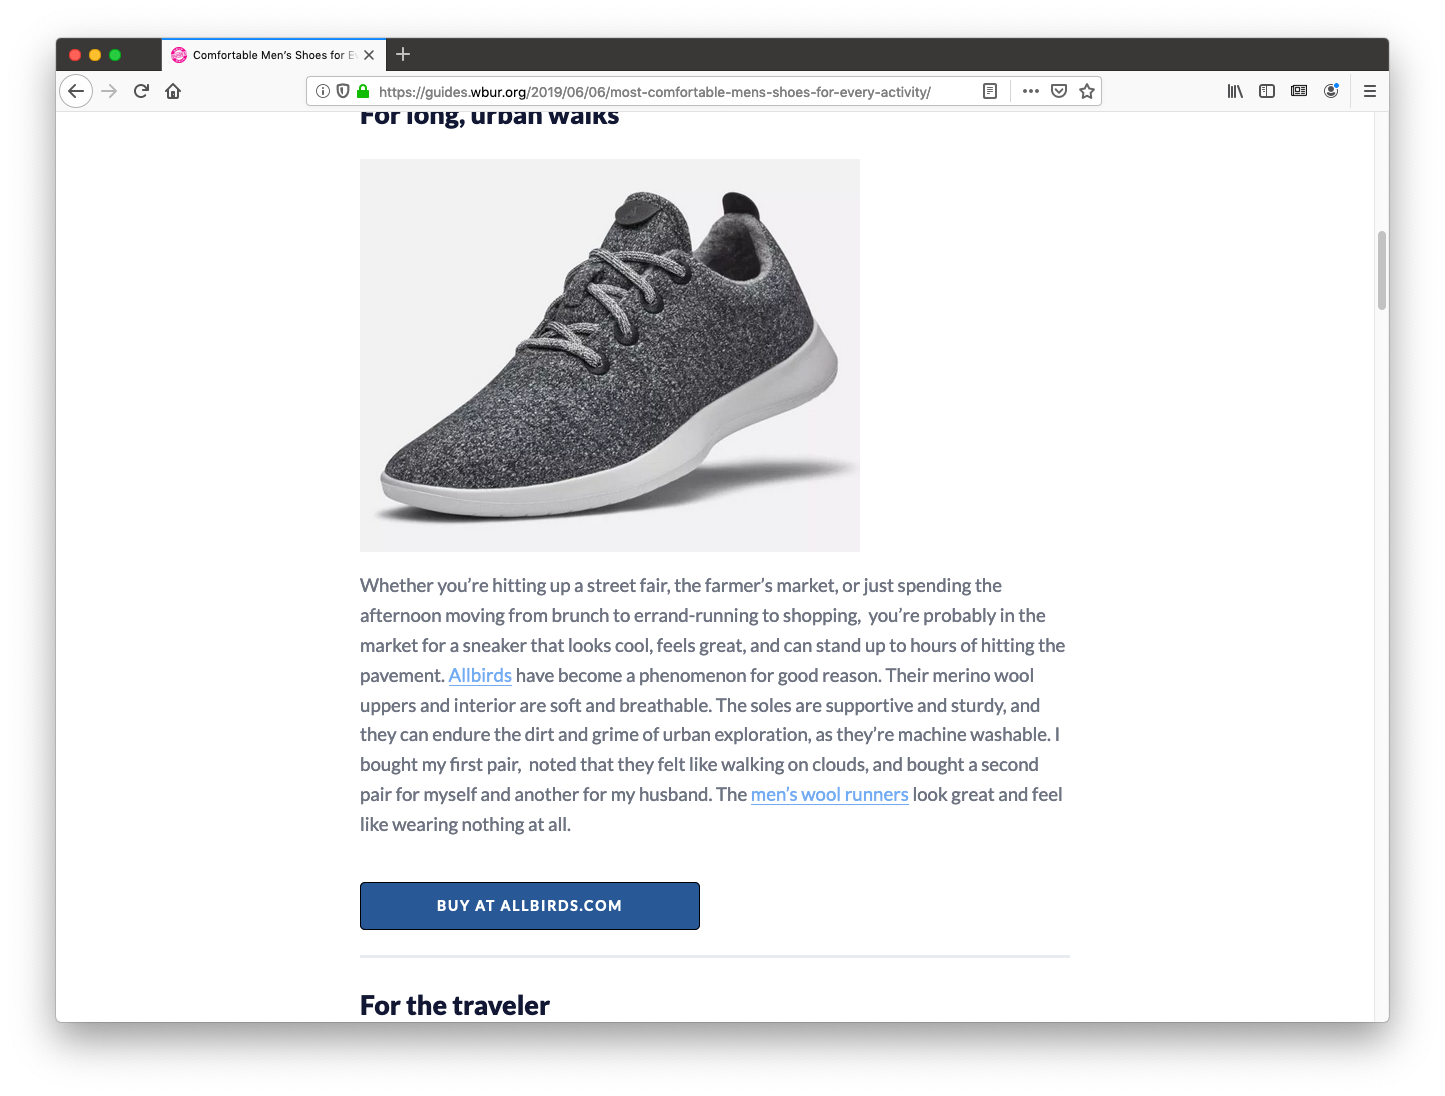 Comfortable Men's Shoes for Ev
https://guides.wbur.org/2019/06/06/most-comfortable-mens-shoes-for-every-activity/
For long, urban walks
Whether you're hitting up a street fair, the farmer's market, or just spending the
afternoon moving from brunch to errand-running to shopping,  you're probably in the
market for a sneaker that looks cool, feels great, and can stand up to hours of hitting the
pavement. Allbirds have become a phenomenon for good reason. Their merino wool
uppers and interior are soft and breathable. The soles are supportive and sturdy, and
they can endure the dirt and grime of urban exploration, as they're machine washable. I
bought my first pair,  noted that they felt like walking on clouds, and bought a second
pair for myself and another for my husband. The men's wool runners look great and feel
like wearing nothing at all.
BUY AT ALLBIRDS.COM
For the traveler